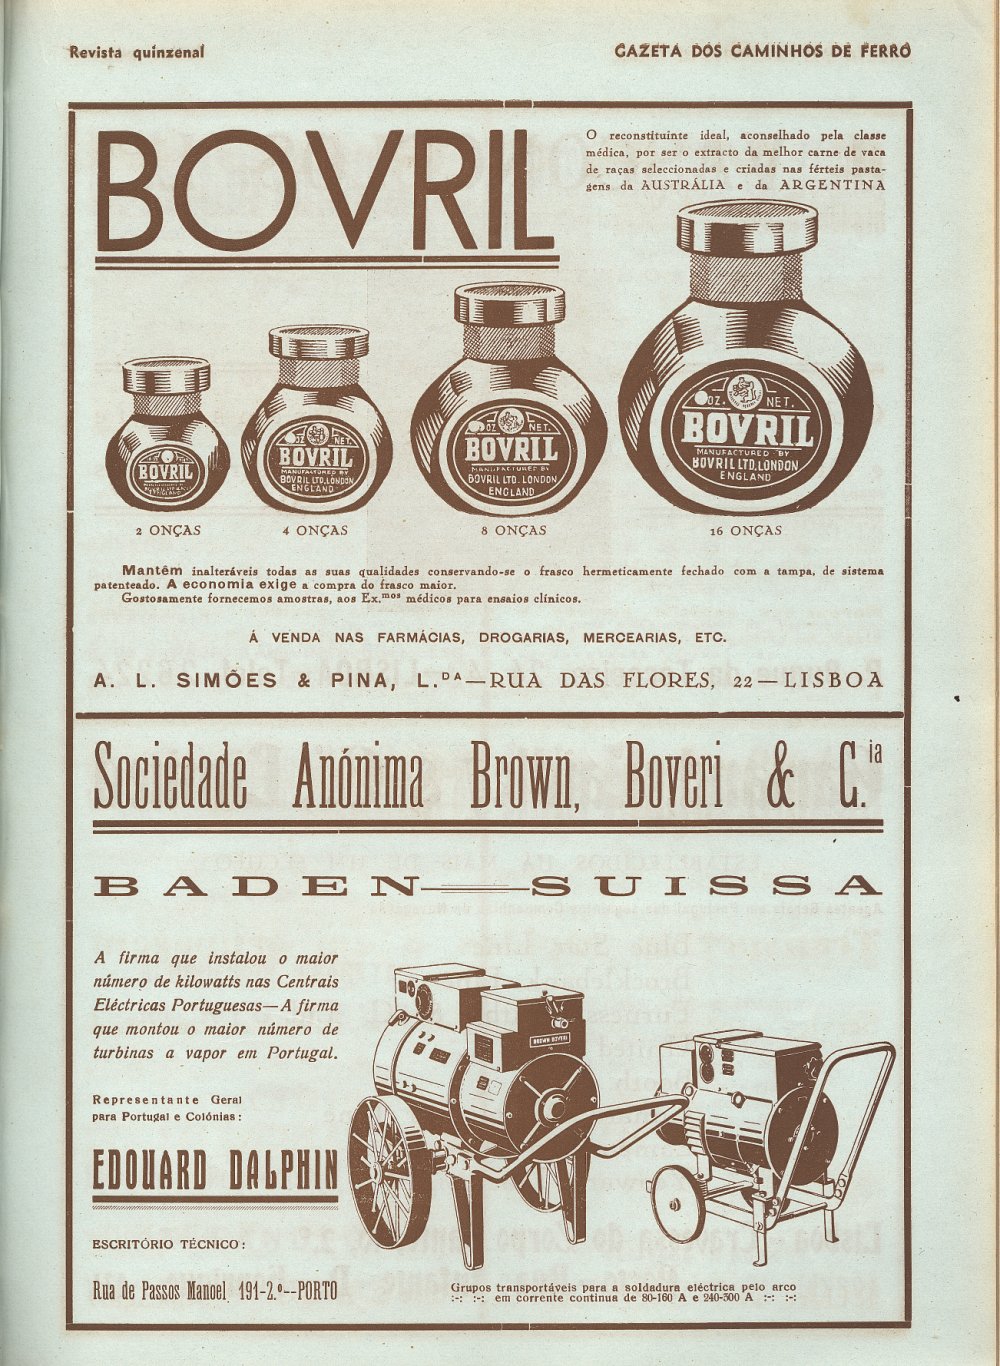 Revista quinzenal
GAZETA DOS CAMINHOS DE FERRO
BOVRIL
O reconstituinte ideal, aconselhado pela classe
médica, por ser o extracto da melhor carne de vaca
de raças seleccionadas e criadas nas férteis pasta-
gens da AUSTRÁLIA e da ARGENTINA
BOVRIL
OZ. NET.
BOVRIL
MANUFACTURED BY
BOVRIL LTD. LONDON
ENGLAND
OZ. NET.
BOVRIL
MANUFACTURED BY
BOVRIL LTD. LONDON
ENGLAND
OZ. NET.
BOVRIL
MANUFACTURED BY
BOVRIL LTD. LONDON
ENGLAND
2 ONÇAS
4 ONÇAS
8 ONÇAS
16 ONÇAS
Mantêm inalteráveis todas as suas qualidades conservando-se o frasco hermeticamente fechado com a tampa, de sistema
patenteado. A economia exige a compra do frasco maior.
Gostosamente fornecemos amostras, aos Ex.mos médicos para ensaios clínicos.
Á VENDA NAS FARMÁCIAS, DROGARIAS, MERCEARIAS, ETC.
A. L. SIMÕES & PINA, L.DA—RUA DAS FLORES, 22—LISBOA
Sociedade Anónima Brown, Boveri & C.ia
BADEN—SUISSA
A firma que instalou o maior
número de kilowatts nas Centrais
Eléctricas Portuguesas—A firma
que montou o maior número de
turbinas a vapor em Portugal.
Representante Geral
para Portugal e Colónias:
EDOUARD DALPHIN
ESCRITÓRIO TÉCNICO:
Rua de Passos Manoel, 191-2.º--PORTO
BROWN BOVERI
Grupos transportáveis para a soldadura eléctrica pelo arco
:-: :-: em corrente continua de 80-160 A e 240-300 A :-: :-: